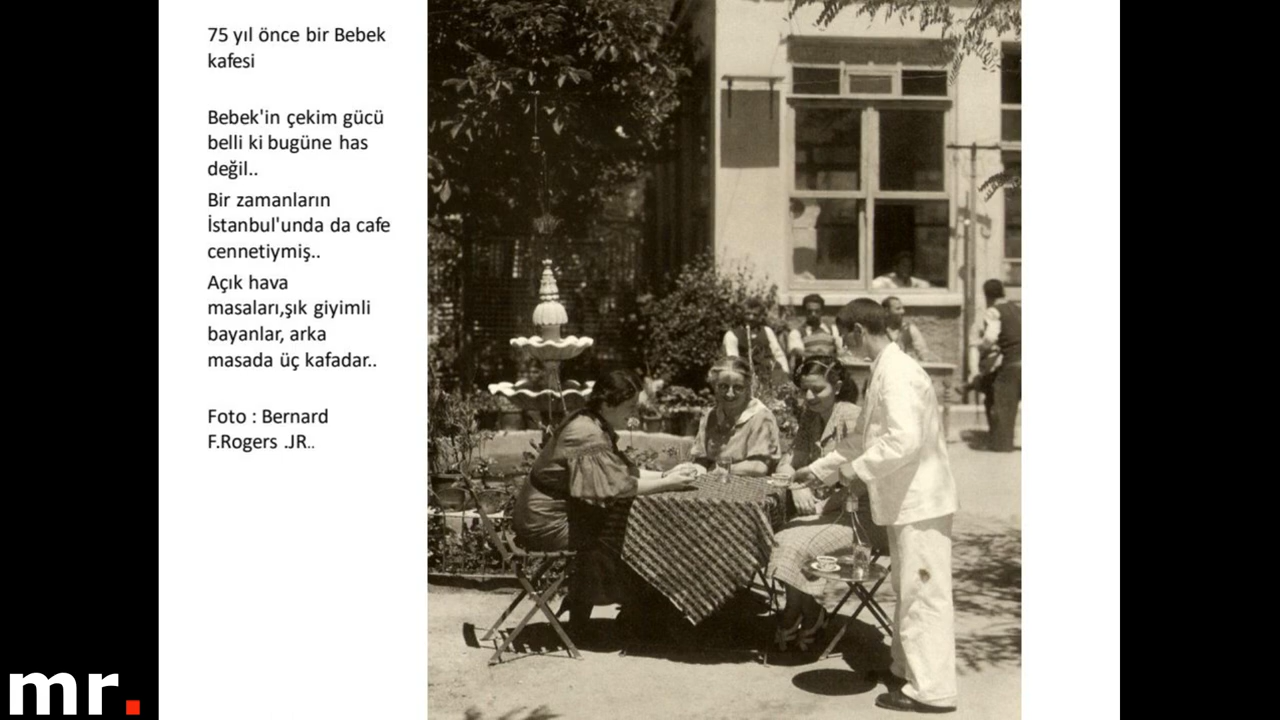 75 yıl önce bir Bebek
kafesi
Bebek'in çekim gücü
belli ki bugüne has
değil..
Bir zamanların
İstanbul'unda da cafe
cennetiymiş..
Açık hava
masaları,şık giyimli
bayanlar, arka
masada üç kafadar..
Foto : Bernard
F.Rogers .JR..
mr.